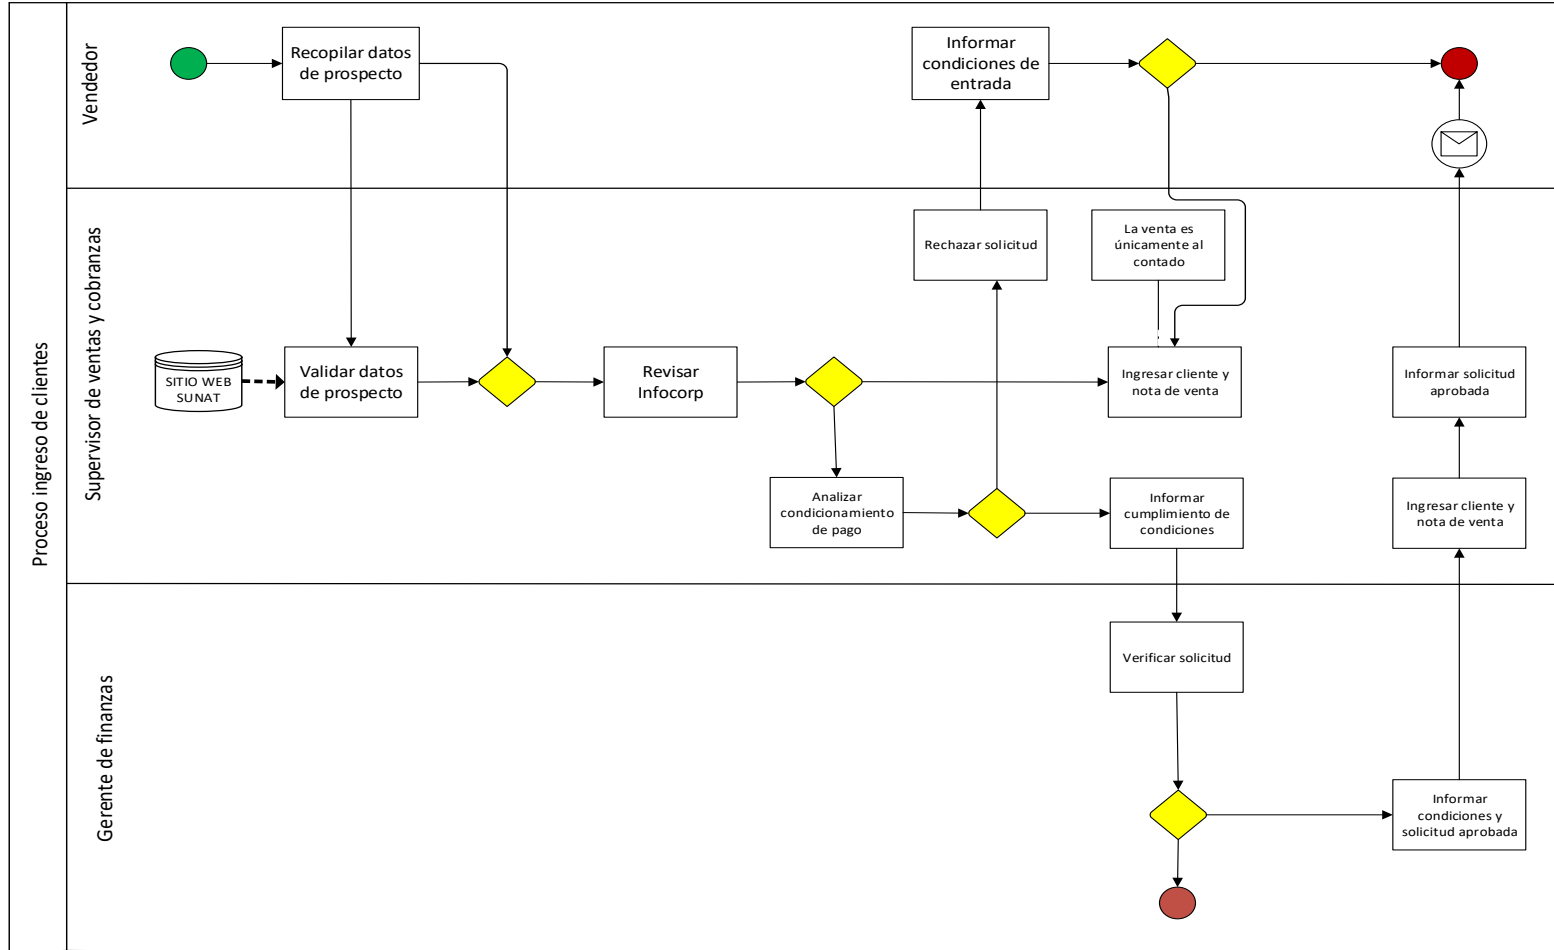 Proceso ingreso de clientes
Vendedor
Recopilar datos
de prospecto
Informar
condiciones de
entrada
Supervisor de ventas y cobranzas
Rechazar solicitud
La venta es
únicamente al
contado
SITIO WEB
SUNAT
Validar datos
de prospecto
Revisar
Infocorp
Ingresar cliente y
nota de venta
Informar solicitud
aprobada
Analizar
condicionamiento
de pago
Informar
cumplimiento de
condiciones
Ingresar cliente y
nota de venta
Gerente de finanzas
Verificar solicitud
Informar
condiciones y
solicitud aprobada